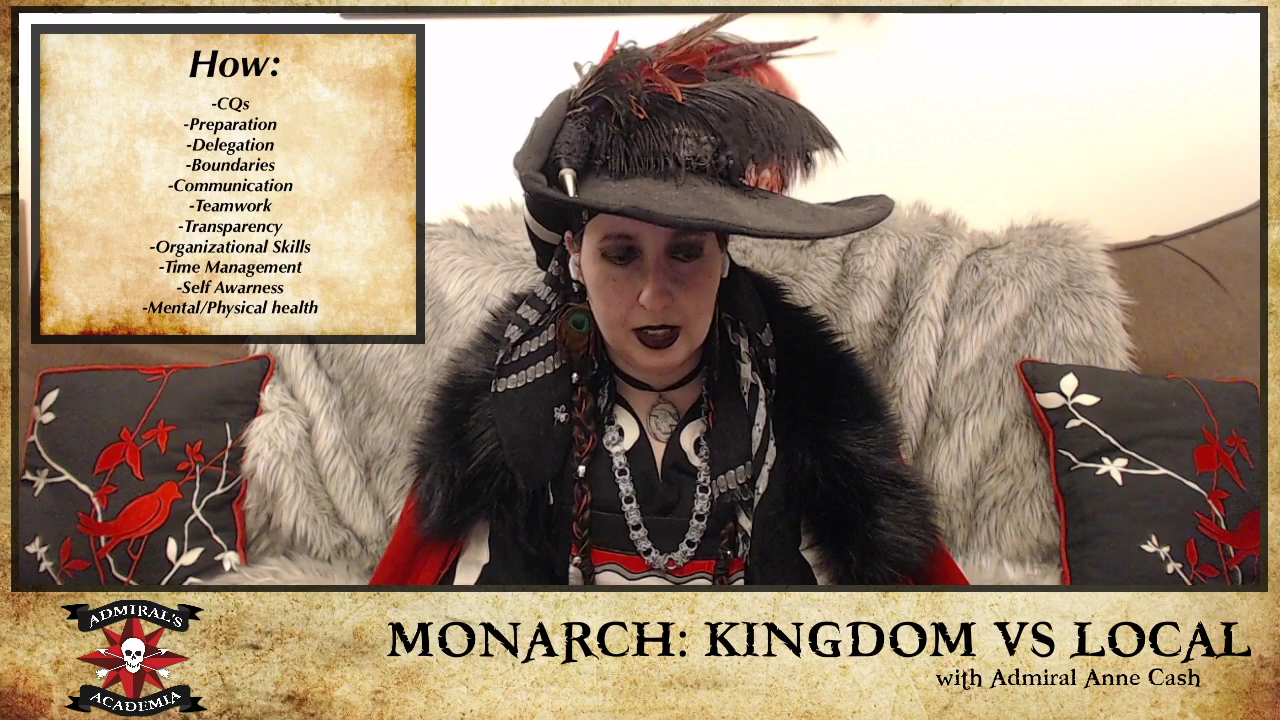 How:
-CQs
-Preparation
-Delegation
-Boundaries
-Communication
-Teamwork
-Transparency
-Organizational Skills
-Time Management
-Self Awarness
-Mental/Physical health
ADMIRAL'S
ACADEMIA
MONARCH: KINGDOM VS LOCAL
with Admiral Anne Cash